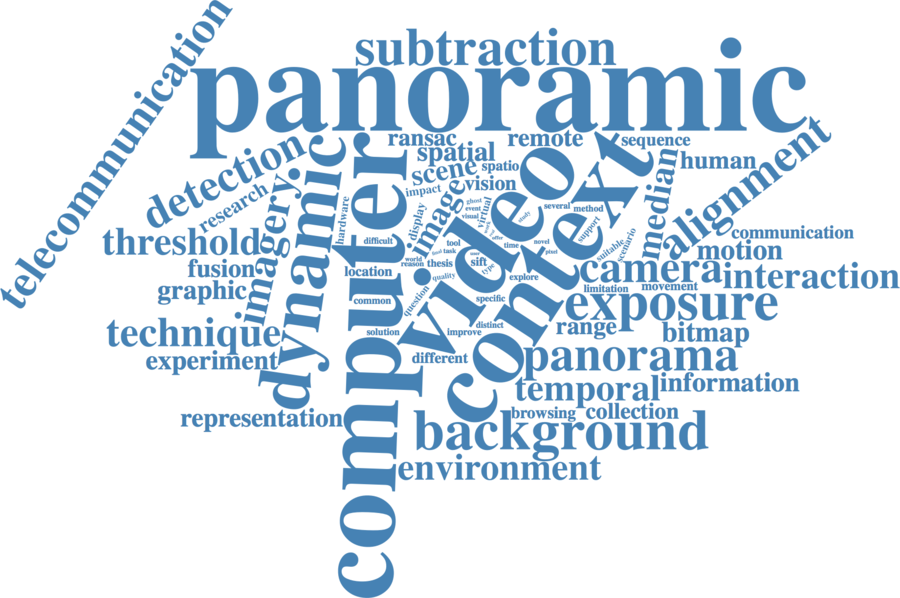 telecommunication
subtraction
panoramic
ransac
remote
sequence
detection
spatial
human
alignment
scene
spatio
research
dynamic
computer
impact
image
vision
video
context
median
imagery
hardware
display
ghost
event
visual
virtual
study
several
method
support
communication
threshold
difficult
tool
task
time
novel
pixel
suitable
scenario
motion
fusion
location
world
reason
thesis
sift
type
explore
camera
interaction
graphic
quality
question
limitation
movement
common
specific
exposure
technique
solution
improve
distinct
range
bitmap
experiment
different
panorama
temporal
information
representation
browsing
collection
background
environment